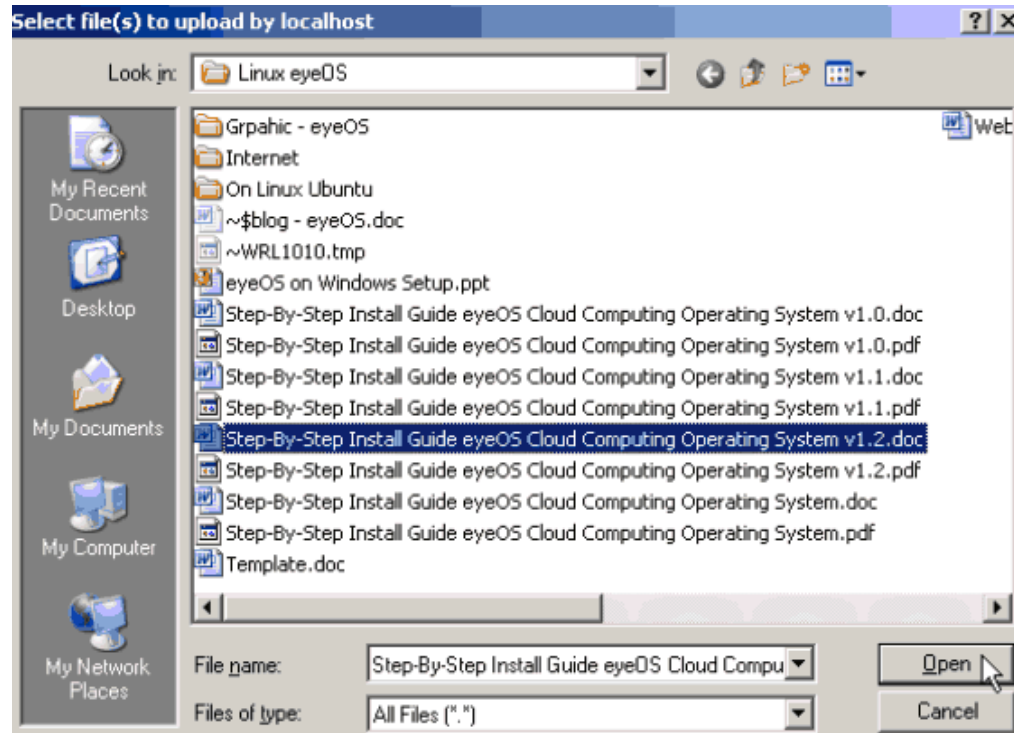 Select file(s) to upload by localhost
Look in:
Linux eyeOS
My Recent
Documents
Desktop
My Documents
My Computer
My Network
Places
Grpahic - eyeOS
Internet
On Linux Ubuntu
~$blog - eyeOS.doc
~WRL1010.tmp
eyeOS on Windows Setup.ppt
Step-By-Step Install Guide eyeOS Cloud Computing Operating System v1.0.doc
Step-By-Step Install Guide eyeOS Cloud Computing Operating System v1.0.pdf
Step-By-Step Install Guide eyeOS Cloud Computing Operating System v1.1.doc
Step-By-Step Install Guide eyeOS Cloud Computing Operating System v1.1.pdf
Step-By-Step Install Guide eyeOS Cloud Computing Operating System v1.2.doc
Step-By-Step Install Guide eyeOS Cloud Computing Operating System v1.2.pdf
Step-By-Step Install Guide eyeOS Cloud Computing Operating System.doc
Step-By-Step Install Guide eyeOS Cloud Computing Operating System.pdf
Template.doc
Web
File name:
Step-By-Step Install Guide eyeOS Cloud Compu
Open
Files of type:
All Files (".")
Cancel